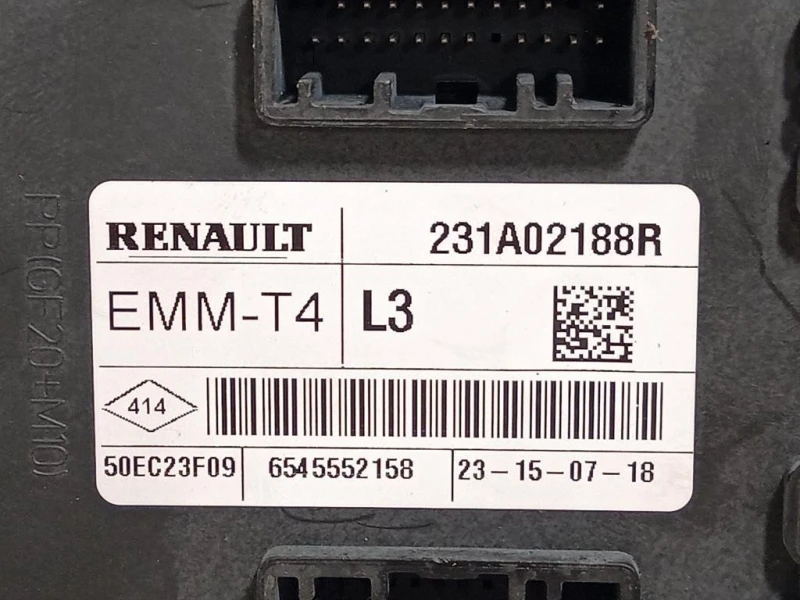 RENAULT 231A02188R
EMM-T4 L3
414
50EC23F09 6545552158 23-15-07-18
PP(GF20+M10)